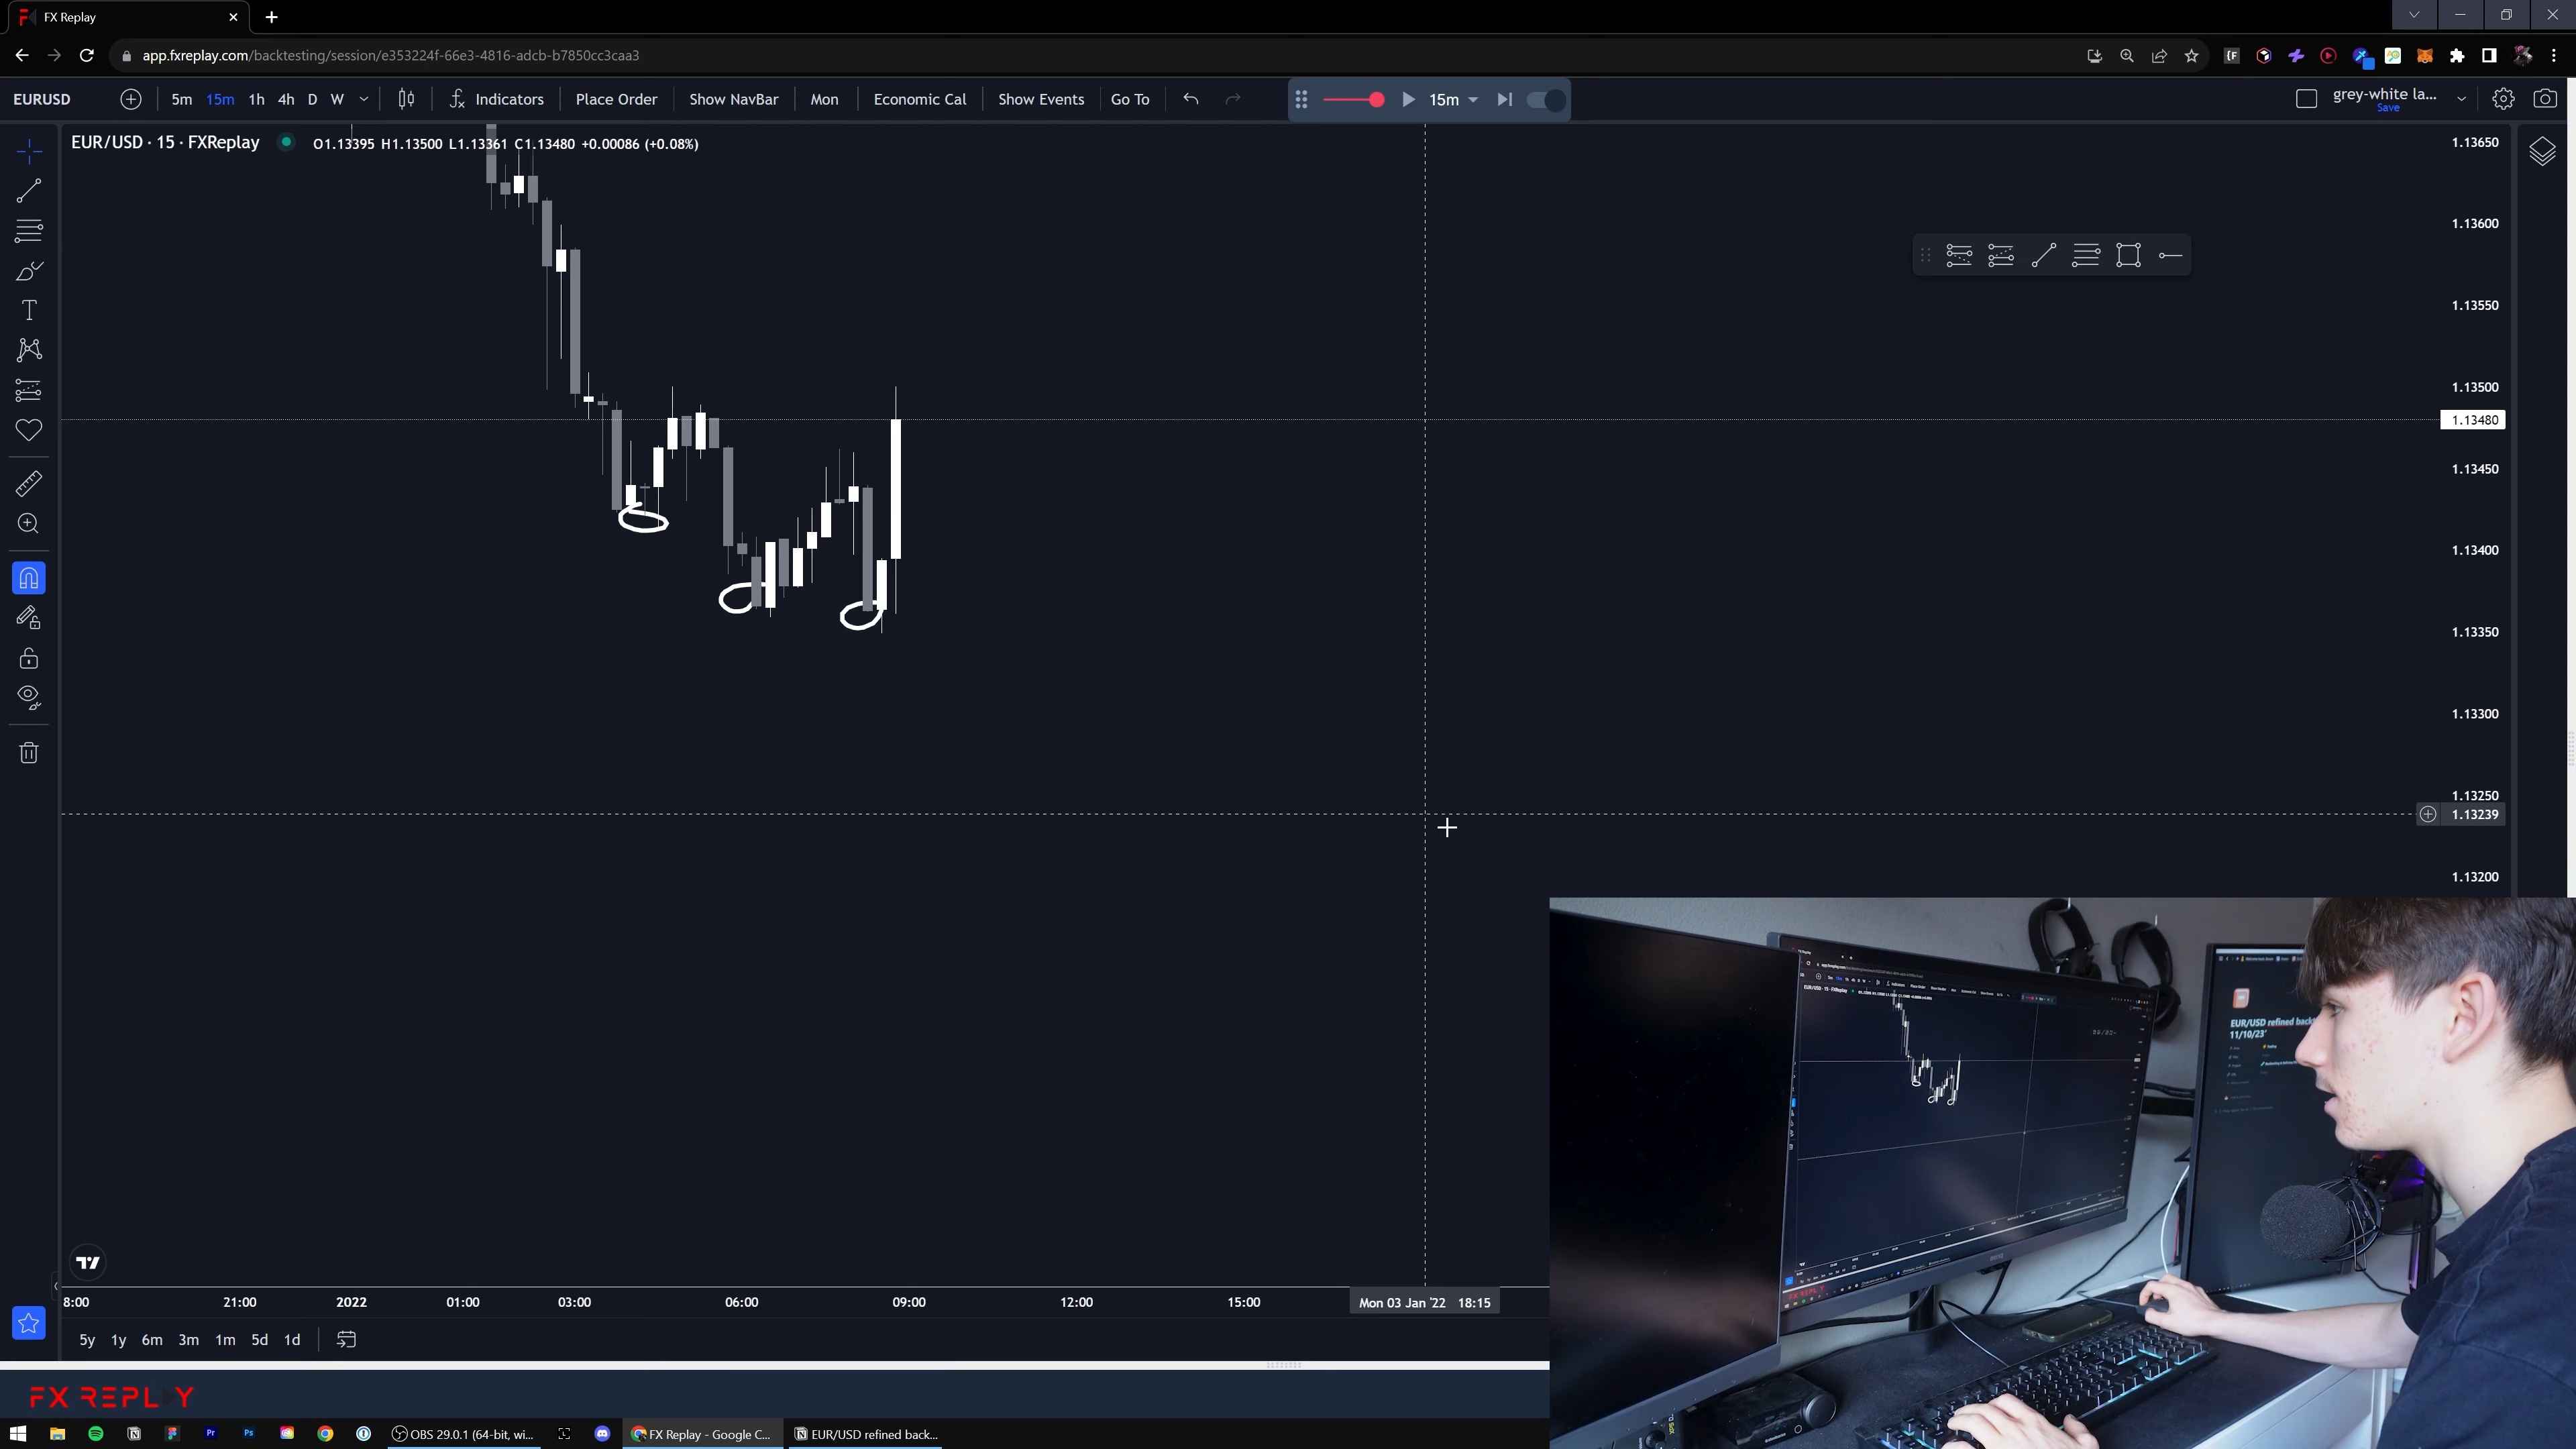 FX Replay
app.fxreplay.com/backtesting/session/e353224f-66e3-4816-adcb-b7850cc3caa3
EURUSD 5m 15m 1h 4h D W Indicators Place Order Show NavBar Mon Economic Cal Show Events Go To 15m grey-white la...
Save
EUR/USD · 15 · FXReplay O1.13395 H1.13500 L1.13361 C1.13480 +0.00086 (+0.08%)
1.13650
1.13600
1.13550
1.13500
1.13480
1.13450
1.13400
1.13350
1.13300
1.13250
1.13239
1.13200
EUR/USD refined
11/10/23'
8:00 21:00 2022 01:00 03:00 06:00 09:00 12:00 15:00 Mon 03 Jan '22 18:15
5y 1y 6m 3m 1m 5d 1d
FX REPLAY
OBS 29.0.1 (64-bit, wi... FX Replay - Google C... EUR/USD refined back...